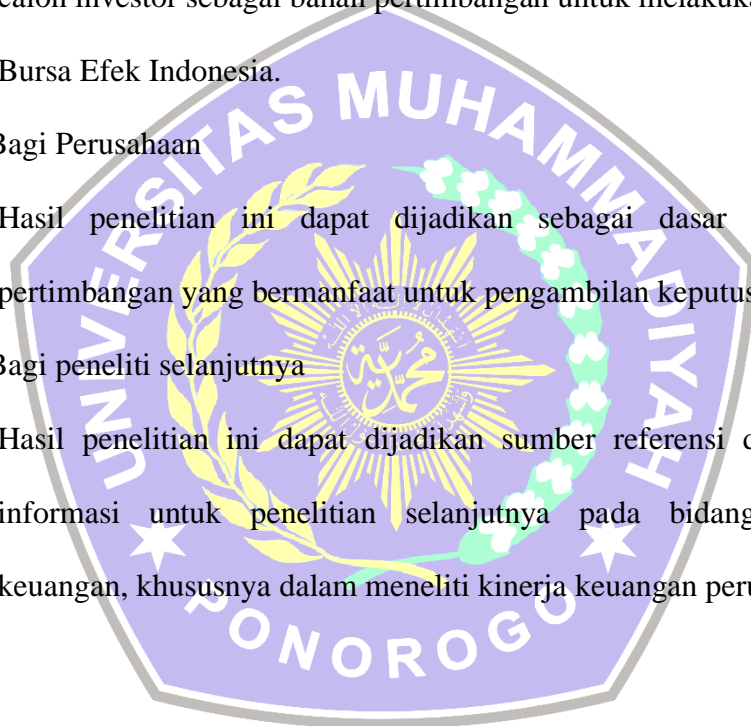 calon investor sebagai bahan pertimbangan untuk melakuka
Bursa Efek Indonesia.
Bagi Perusahaan
Hasil penelitian ini dapat dijadikan sebagai dasar
pertimbangan yang bermanfaat untuk pengambilan keputus
Bagi peneliti selanjutnya
Hasil penelitian ini dapat dijadikan sumber referensi d
informasi untuk penelitian selanjutnya pada bidang
keuangan, khususnya dalam meneliti kinerja keuangan peru
UNIVERSITAS MUHAMMADIYAH
PONOROGO
محمدية